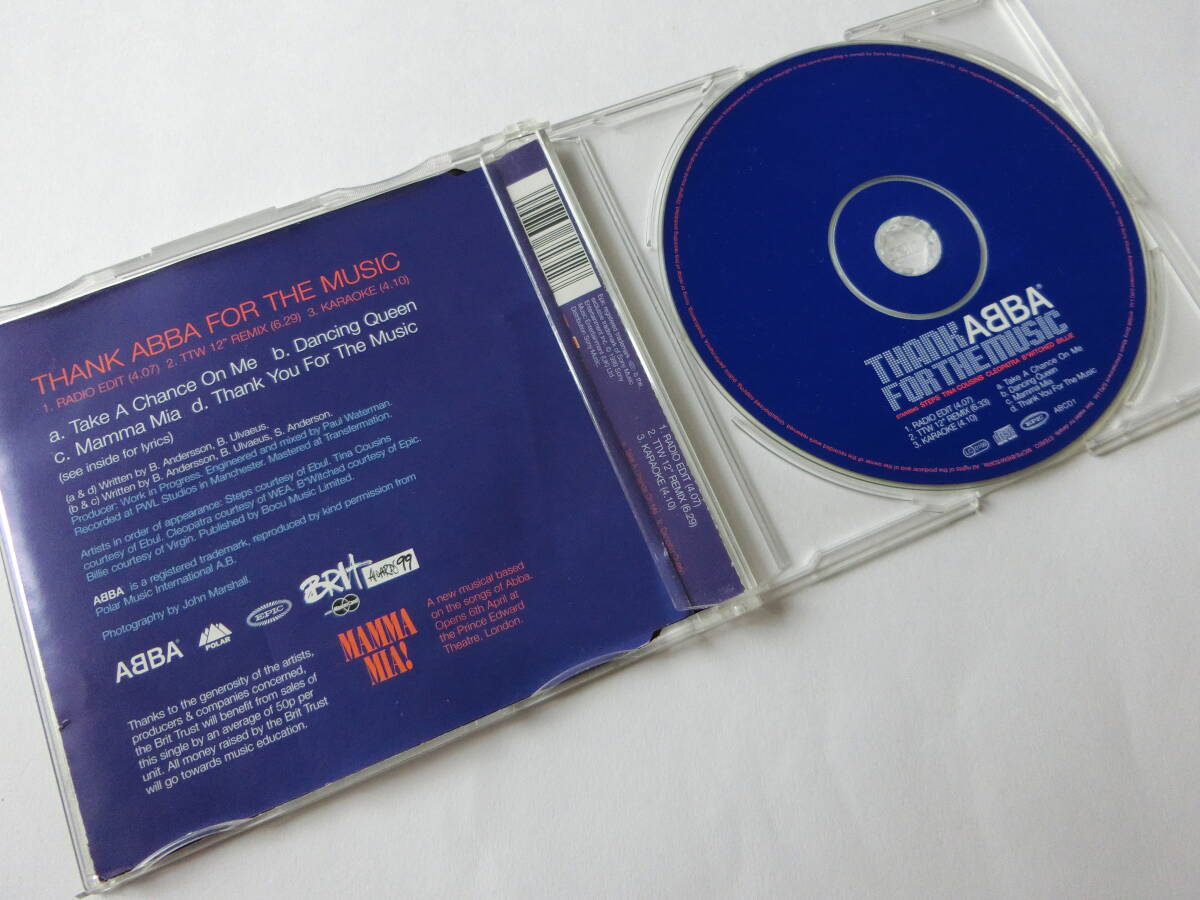 THANK ABBA FOR THE MUSIC
1. RADIO EDIT (4.07) 2. TTW 12" REMIX (6.29) 3. KARAOKE (4.10)
a. Take A Chance On Me b. Dancing Queen
c. Mamma Mia d. Thank You For The Music
(see inside for lyrics)
(a & d) Written by B. Andersson, B. Ulvaeus.
(b & c) Written by B. Andersson, B. Ulvaeus, S. Anderson.
Producer: Work in Progress. Engineered and mixed by Paul Waterman.
Recorded at PWL Studios in Manchester. Mastered at Transfermation.
Artists in order of appearance: Steps courtesy of Ebul. Tina Cousins
courtesy of Ebul. Cleopatra courtesy of WEA. B*Witched courtesy of Epic.
Billie courtesy of Virgin. Published by Bocu Music Limited.
ABBA is a registered trademark, reproduced by kind permission from
Polar Music International A.B.
Photography by John Marshall.
ABBA
POLAR
EPIC
BRIT
AWARDS 99
MAMMA
MIA!
A new musical based
on the songs of Abba.
Opens 6th April at
the Prince Edward
Theatre, London.
Thanks to the generosity of the artists,
producers & companies concerned,
the Brit Trust will benefit from sales of
this single by an average of 50p per
unit. All money raised by the Brit Trust
will go towards music education.
1. RADIO EDIT (4.07)
2. TTW 12" REMIX (6.29)
3. KARAOKE (4.10)
THANK ABBA
FOR THE MUSIC
STARRING STEPS TINA COUSINS CLEOPATRA B*WITCHED BILLIE
1. RADIO EDIT (4.07)
2. TTW 12" REMIX (6.33)
3. KARAOKE (4.10)
a. Take A Chance On Me
b. Dancing Queen
c. Mamma Mia
d. Thank You For The Music
ABCD1